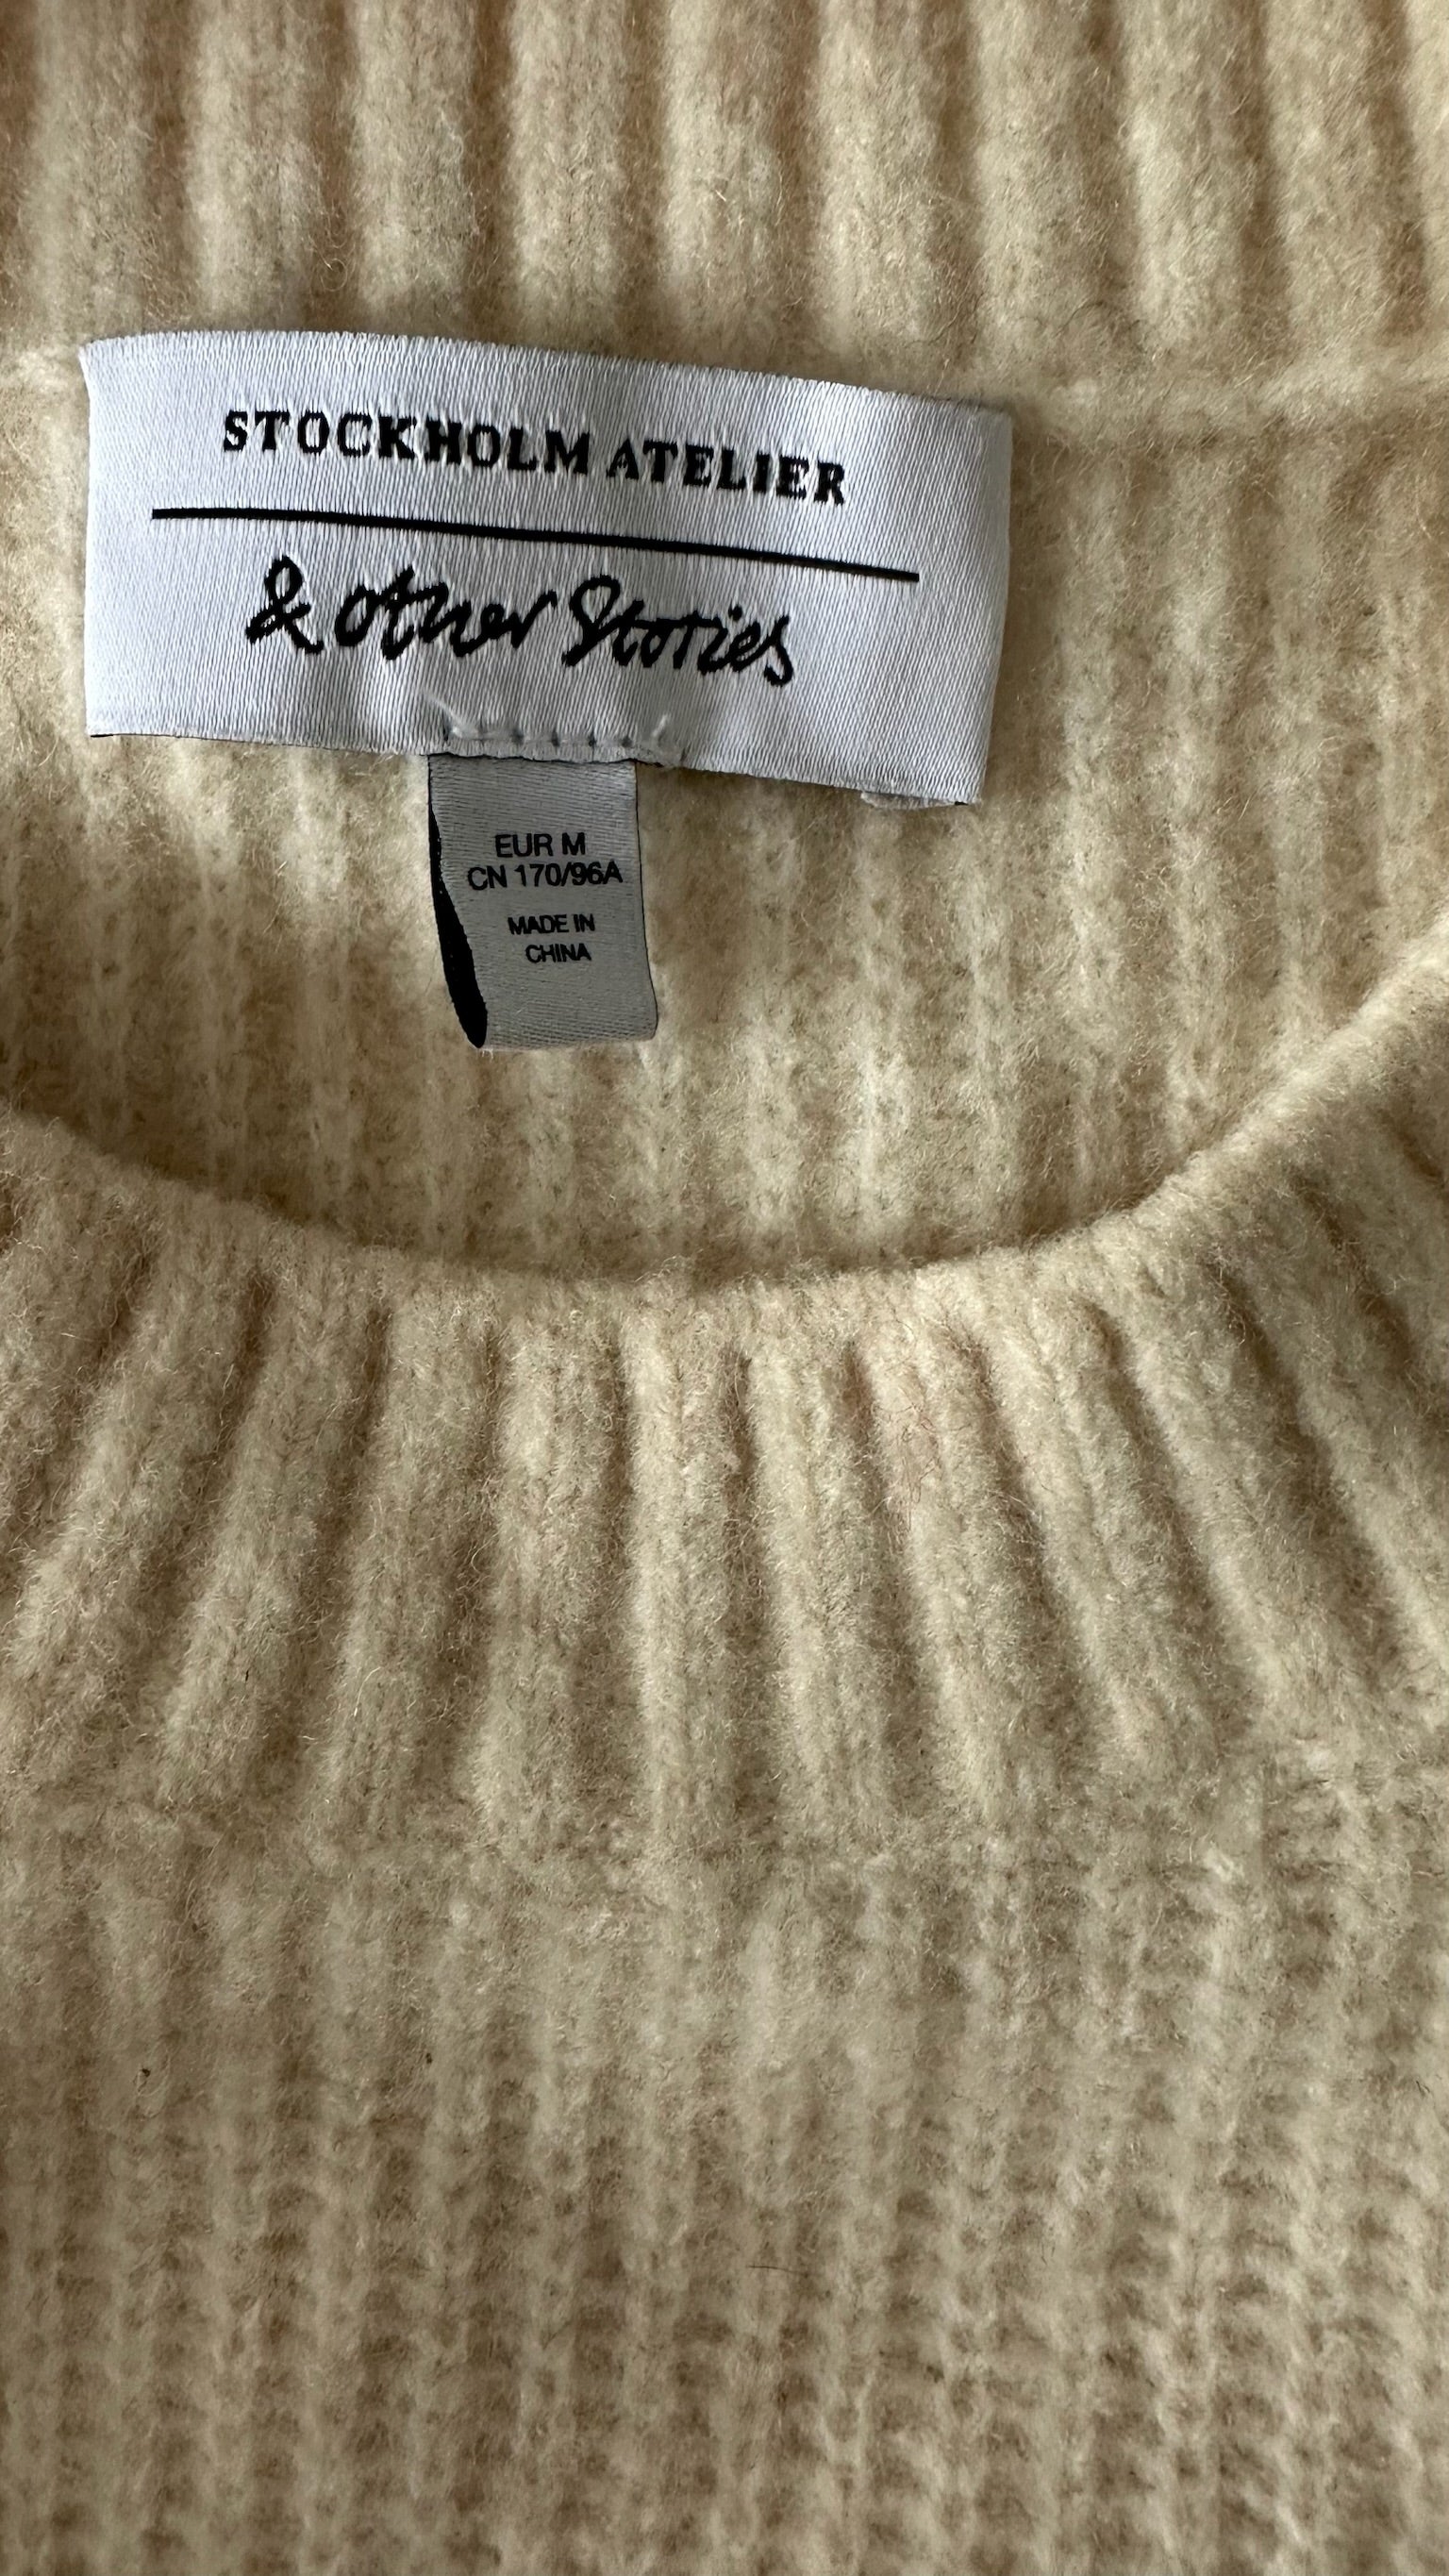 STOCKHOLM ATELIER
& other Stories
EUR M
CN 170/96A
MADE IN
CHINA